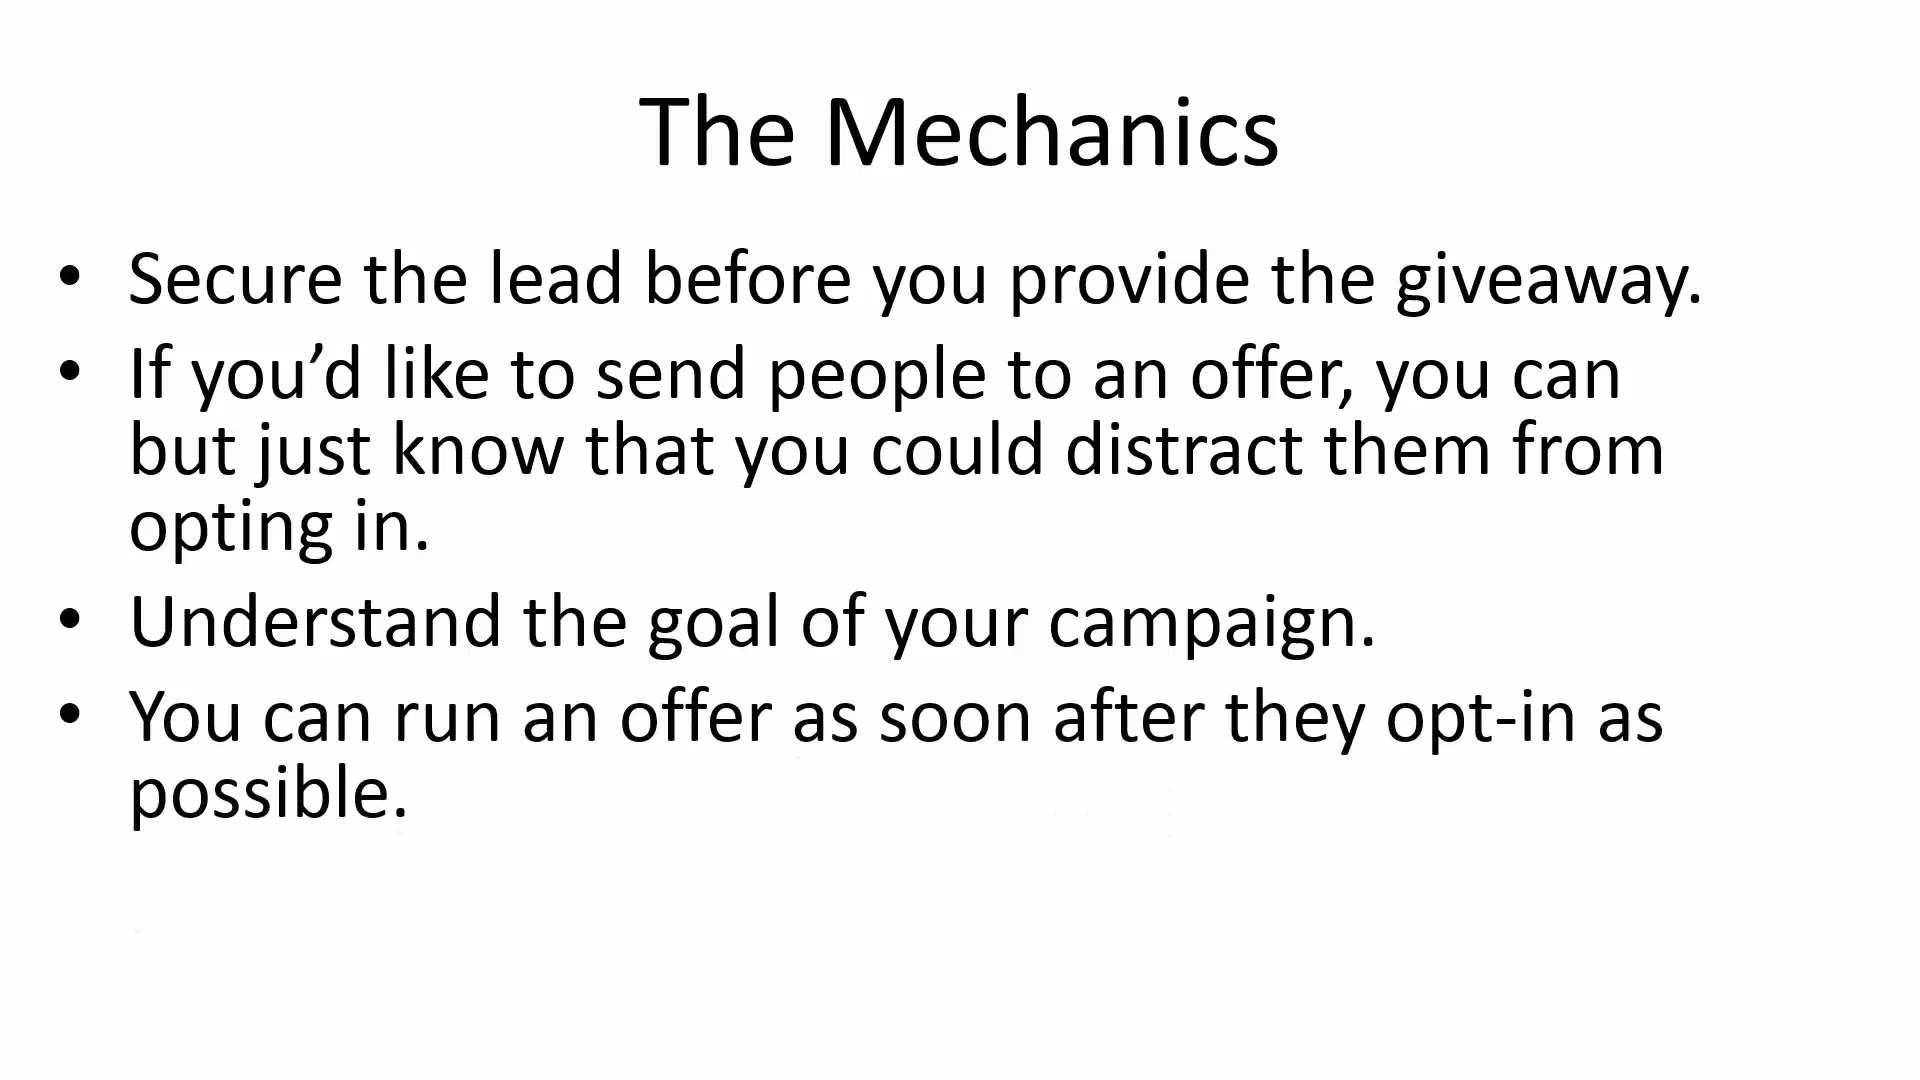 The Mechanics
• Secure the lead before you provide the giveaway.
• If you’d like to send people to an offer, you can
but just know that you could distract them from
opting in.
• Understand the goal of your campaign.
• You can run an offer as soon after they opt-in as
possible.